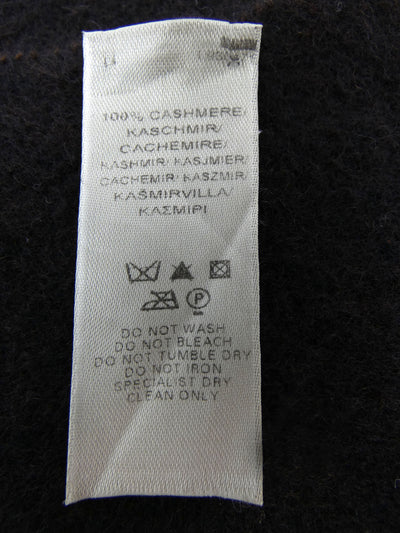 100% CASHMERE/
KASCHMIR/
CACHEMIRE/
KASHMIR/ KASJMIER/
CACHEMIR/ KASZMIR/
KAŠMIRVILLA/
ΚΑΣΜΙΡΙ
P
DO NOT WASH
DO NOT BLEACH
DO NOT TUMBLE DRY
DO NOT IRON
SPECIALIST DRY
CLEAN ONLY